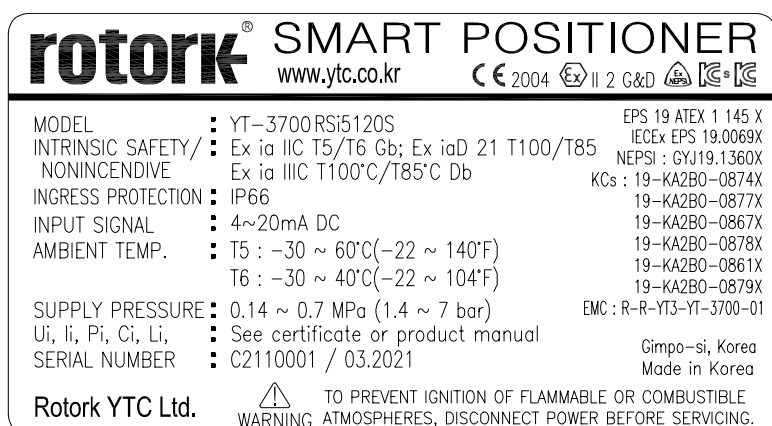 rotork® SMART POSITIONER
www.ytc.co.kr CE 2004 Ex II 2 G&D Ex NEPSI KCs KC
MODEL : YT-3700RSi5120S
INTRINSIC SAFETY/ : Ex ia IIC T5/T6 Gb; Ex iaD 21 T100/T85
NONINCENDIVE Ex ia IIIC T100°C/T85°C Db
INGRESS PROTECTION : IP66
INPUT SIGNAL : 4~20mA DC
AMBIENT TEMP. : T5 : -30 ~ 60°C(-22 ~ 140°F)
T6 : -30 ~ 40°C(-22 ~ 104°F)
SUPPLY PRESSURE : 0.14 ~ 0.7 MPa (1.4 ~ 7 bar)
Ui, Ii, Pi, Ci, Li, : See certificate or product manual
SERIAL NUMBER : C2110001 / 03.2021
EPS 19 ATEX 1 145 X
IECEx EPS 19.0069X
NEPSI : GYJ19.1360X
KCs : 19-KA2BO-0874X
19-KA2BO-0877X
19-KA2BO-0867X
19-KA2BO-0878X
19-KA2BO-0861X
19-KA2BO-0879X
EMC : R-R-YT3-YT-3700-01
Gimpo-si, Korea
Made in Korea
Rotork YTC Ltd.
WARNING TO PREVENT IGNITION OF FLAMMABLE OR COMBUSTIBLE
ATMOSPHERES, DISCONNECT POWER BEFORE SERVICING.